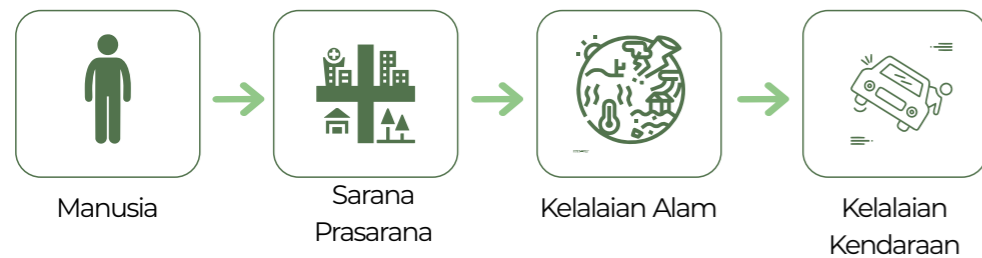 Manusia
Sarana
Prasarana
Kelalaian Alam
Kelalaian
Kendaraan